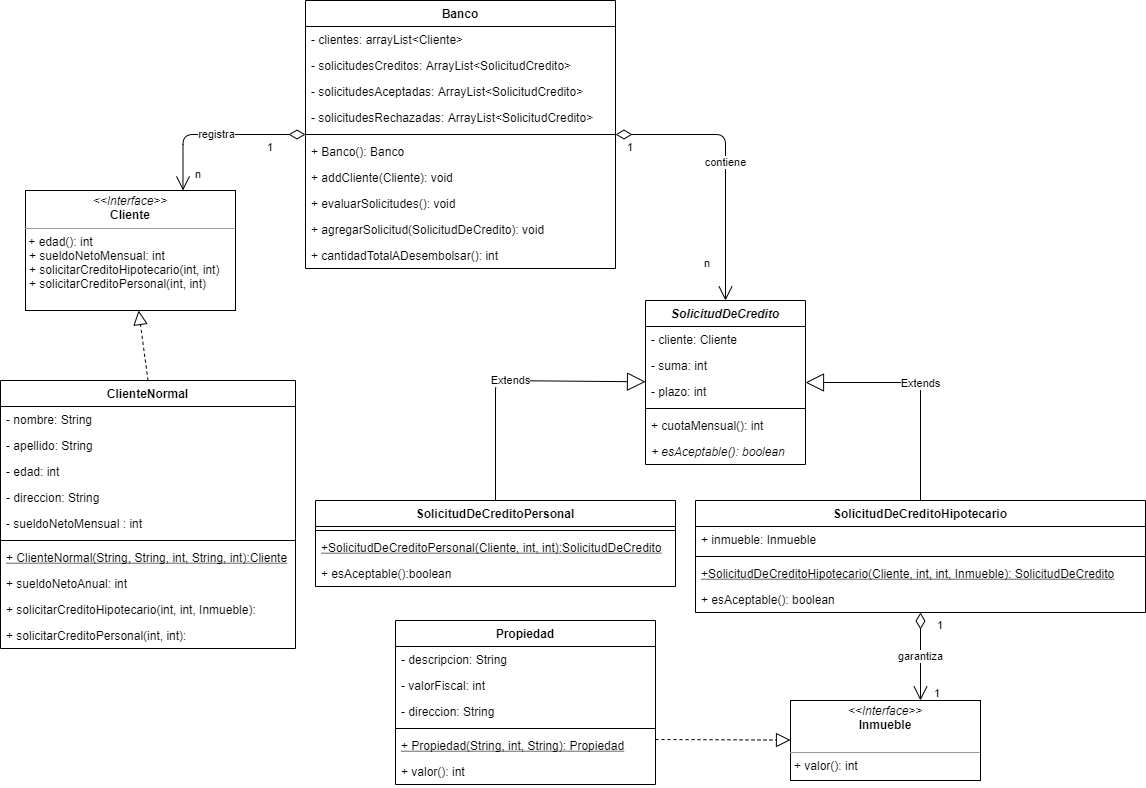 Banco
- clientes: arrayList<Cliente>
- solicitudesCreditos: ArrayList<SolicitudCredito>
- solicitudesAceptadas: ArrayList<SolicitudCredito>
- solicitudesRechazadas: ArrayList<SolicitudCredito>
+ Banco(): Banco
+ addCliente(Cliente): void
+ evaluarSolicitudes(): void
+ agregarSolicitud(SolicitudDeCredito): void
+ cantidadTotalADesembolsar(): int
registra
1
n
1
contiene
n
<<Interface>>
Cliente
+ edad(): int
+ sueldoNetoMensual: int
+ solicitarCreditoHipotecario(int, int)
+ solicitarCreditoPersonal(int, int)
SolicitudDeCredito
- cliente: Cliente
- suma: int
- plazo: int
+ cuotaMensual(): int
+ esAceptable(): boolean
Extends
Extends
ClienteNormal
- nombre: String
- apellido: String
- edad: int
- direccion: String
- sueldoNetoMensual : int
+ ClienteNormal(String, String, int, String, int):Cliente
+ sueldoNetoAnual: int
+ solicitarCreditoHipotecario(int, int, Inmueble):
+ solicitarCreditoPersonal(int, int):
SolicitudDeCreditoPersonal
+SolicitudDeCreditoPersonal(Cliente, int, int):SolicitudDeCredito
+ esAceptable():boolean
SolicitudDeCreditoHipotecario
+ inmueble: Inmueble
+SolicitudDeCreditoHipotecario(Cliente, int, int, Inmueble): SolicitudDeCredito
+ esAceptable(): boolean
1
garantiza
1
Propiedad
- descripcion: String
- valorFiscal: int
- direccion: String
+ Propiedad(String, int, String): Propiedad
+ valor(): int
<<Interface>>
Inmueble
+ valor(): int